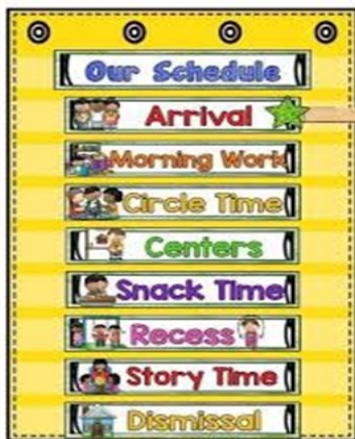 Our Schedule
Arrival
Morning Work
Circle Time
Centers
Snack Time
Recess
Story Time
Dismissal